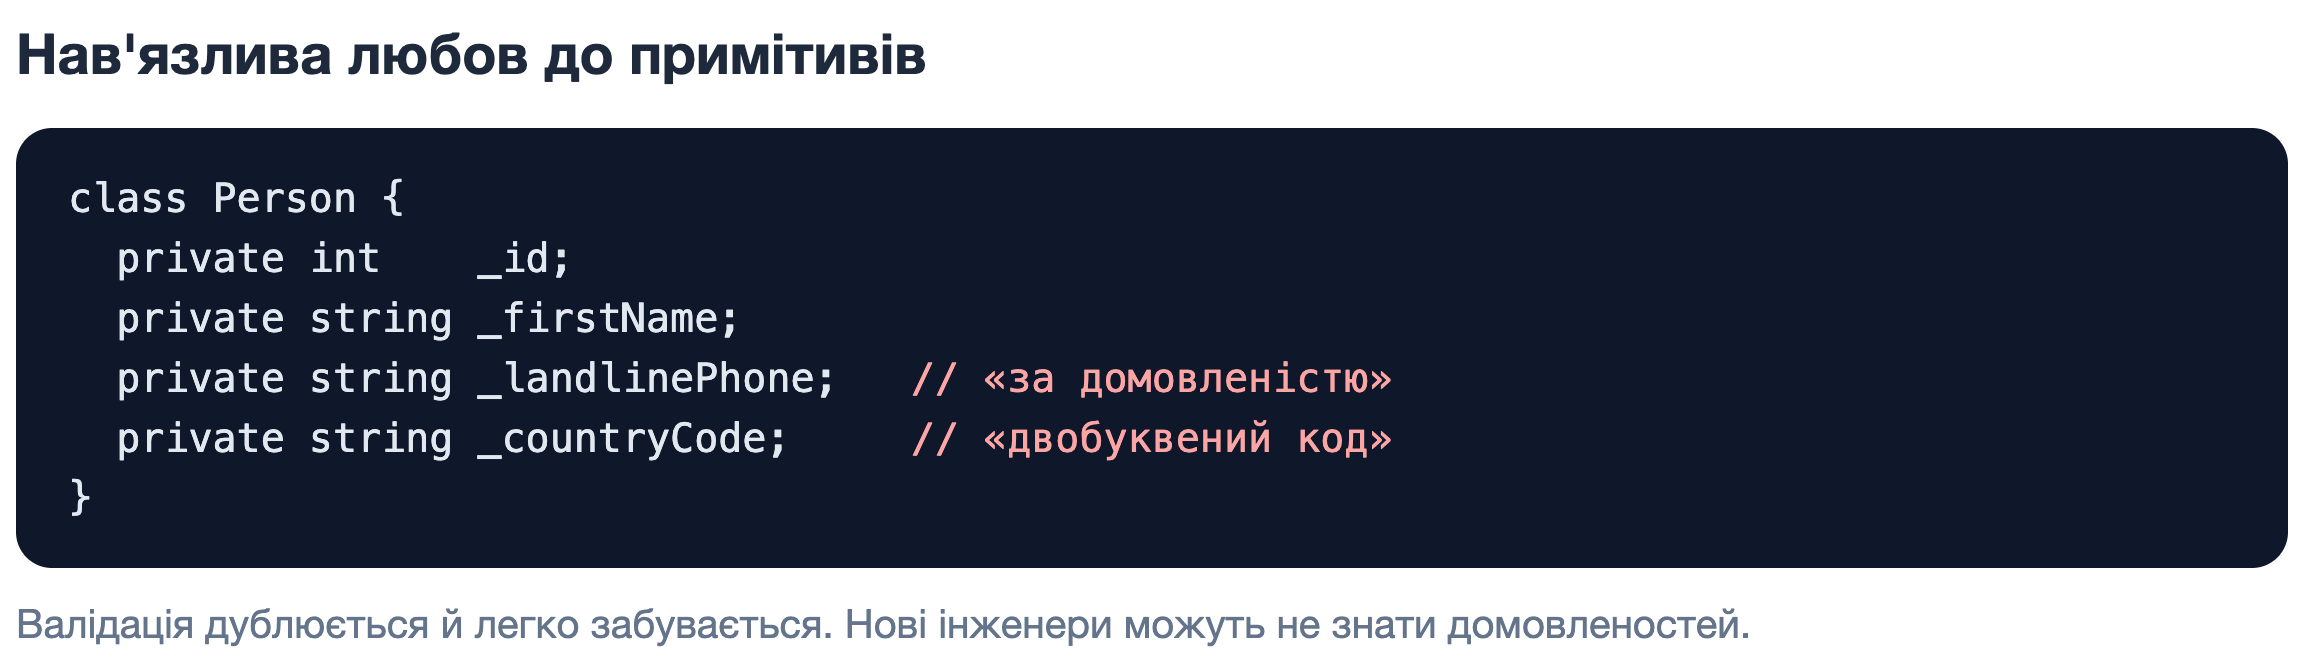 Нав'язлива любов до примітивів
class Person {
  private int    _id;
  private string _firstName;
  private string _landlinePhone;   // «за домовленістю»
  private string _countryCode;     // «двобуквений код»
}
Валідація дублюється й легко забувається. Нові інженери можуть не знати домовленостей.